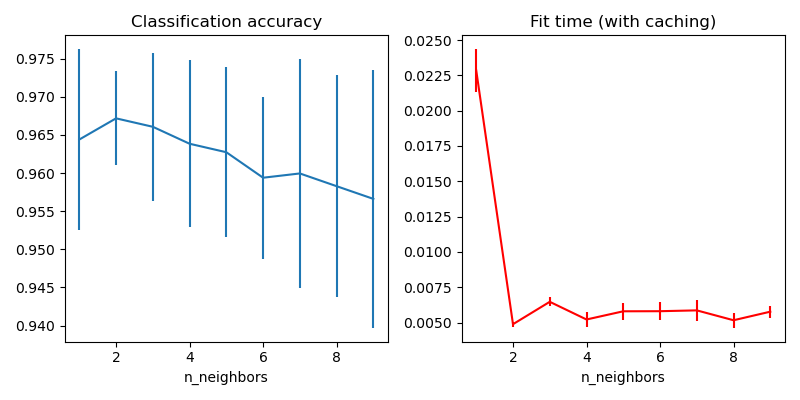 Classification accuracy
0.975
0.970
0.965
0.960
0.955
0.950
0.945
0.940
2 4 6 8
n_neighbors
Fit time (with caching)
0.0250
0.0225
0.0200
0.0175
0.0150
0.0125
0.0100
0.0075
0.0050
2 4 6 8
n_neighbors